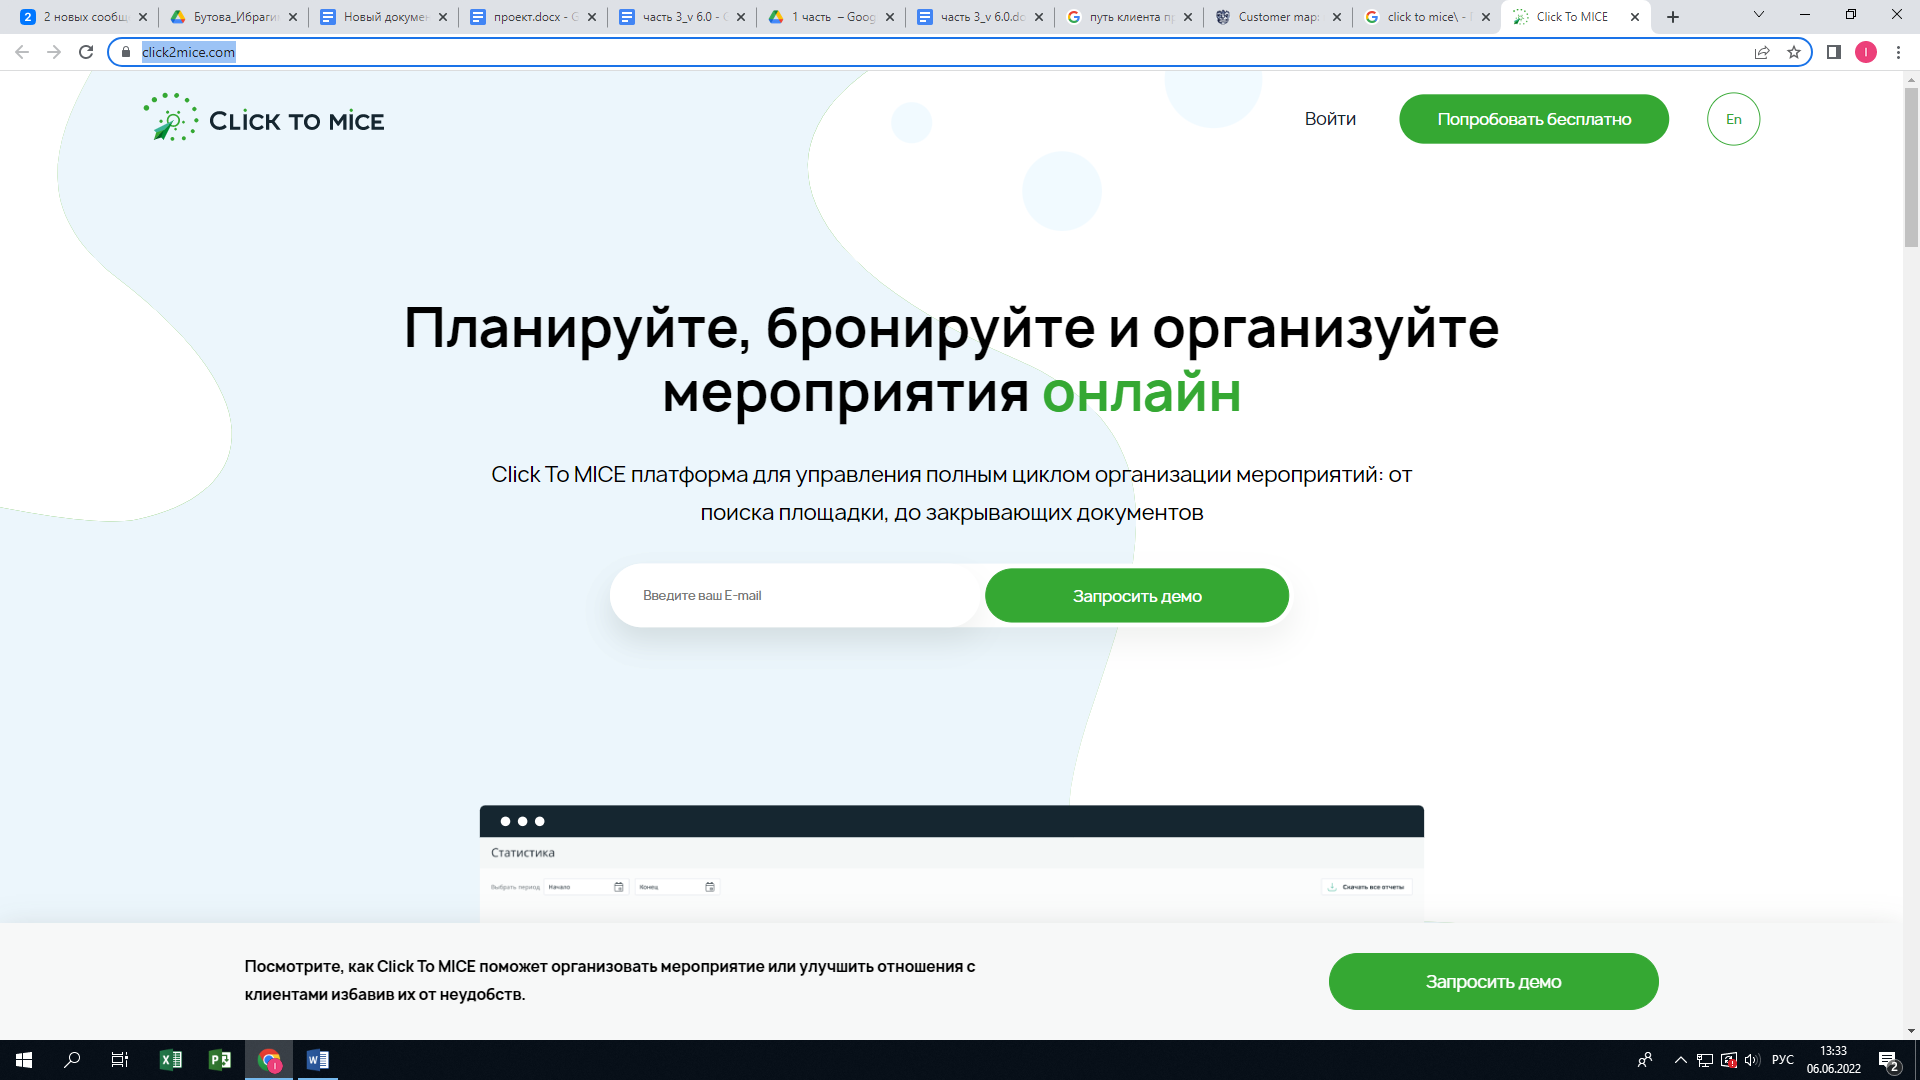 2 новых сообщ
Бутова_Ибраги
Новый докумен
проект.docx - G
часть 3_v 6.0 - G
1 часть – Goog
часть 3_v 6.0.do
путь клиента пр
Customer map:
click to mice\ -
Click To MICE
click2mice.com
CLICK TO MICE
Войти
Попробовать бесплатно
En
Планируйте, бронируйте и организуйте
мероприятия онлайн
Click To MICE платформа для управления полным циклом организации мероприятий: от
поиска площадки, до закрывающих документов
Введите ваш E-mail
Запросить демо
Статистика
Выбрать период
Начало
Конец
Скачать все отчеты
Посмотрите, как Click To MICE поможет организовать мероприятие или улучшить отношения с
клиентами избавив их от неудобств.
Запросить демо
РУС
13:33
06.06.2022
2